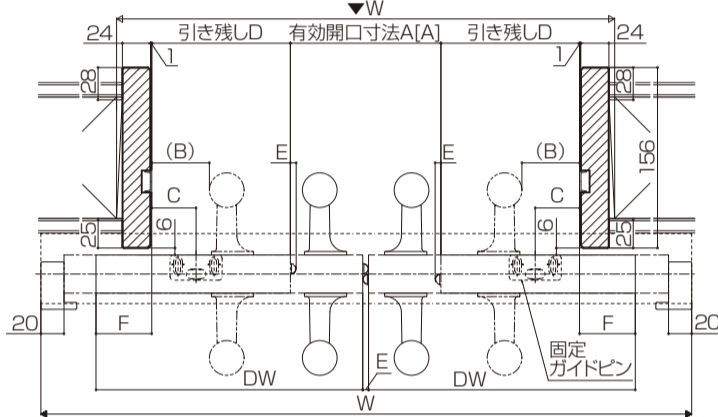 ▼W
24 引き残しD 有効開口寸法A[A] 引き残しD 24
1 1
28 28
(B) E E (B)
156
C C
25 6 6 25
20 F F 20
固定
ガイドピン
DW E DW
W